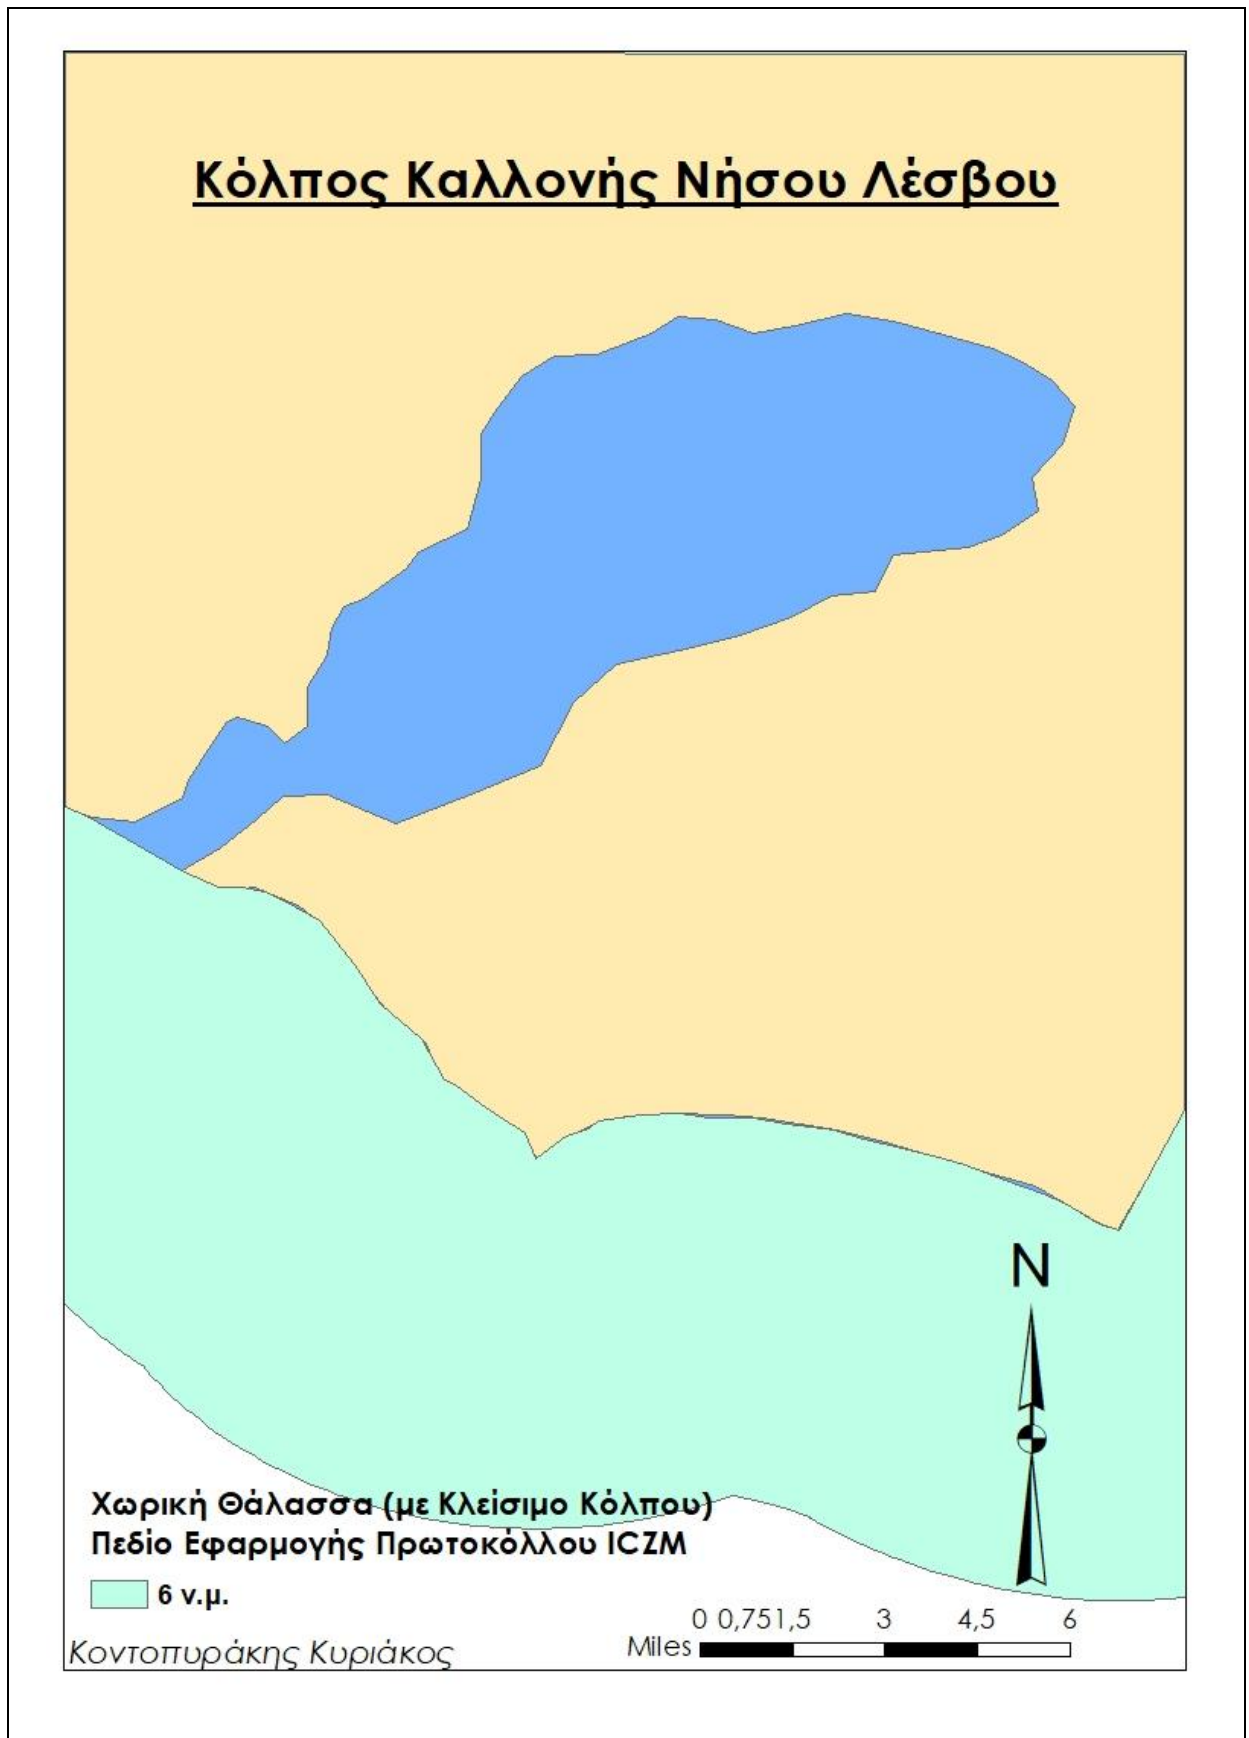 Κόλπος Καλλονής Νήσου Λέσβου
N
Χωρική Θάλασσα (με Κλείσιμο Κόλπου)
Πεδίο Εφαρμογής Πρωτοκόλλου ICZM
6 ν.μ.
0 0,751,5 3 4,5 6
Miles
Κοντοπυράκης Κυριάκος